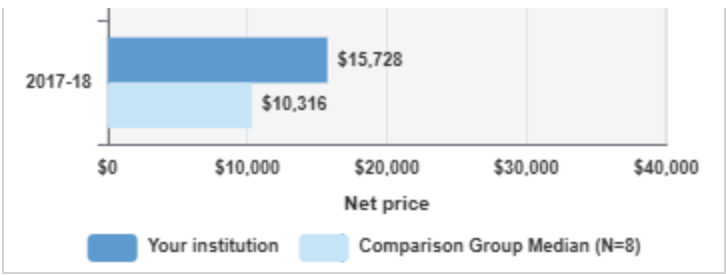 $15,728
2017-18
$10,316
$0 $10,000 $20,000 $30,000 $40,000
Net price
Your institution Comparison Group Median (N=8)